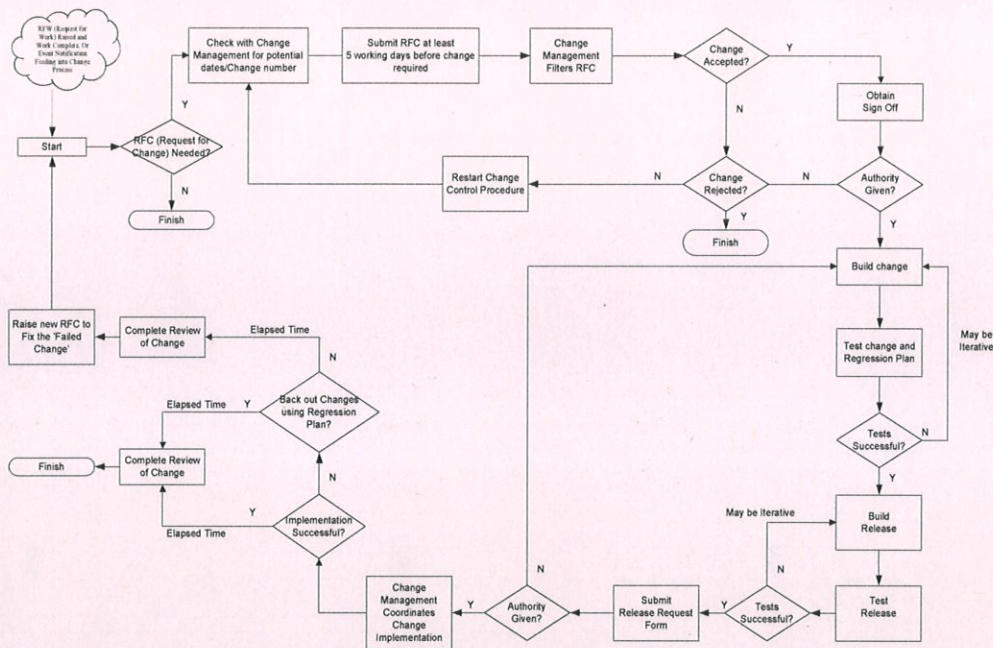 RFW (Request for
Work) Raised and
Work Complete, Or
Event Notification
Feeding into Change
Process
Start
RFC (Request for
Change) Needed?
Y
N
Finish
Check with Change
Management for potential
dates/Change number
Submit RFC at least
5 working days before change
required
Change
Management
Filters RFC
Change
Accepted?
Y
N
Obtain
Sign Off
Authority
Given?
N
Y
Change
Rejected?
N
Y
Finish
Restart Change
Control Procedure
Build change
Test change and
Regression Plan
May be
Iterative
Tests
Successful?
N
Y
Build
Release
Test
Release
Tests
Successful?
May be Iterative
N
Y
Submit
Release Request
Form
Authority
Given?
N
Y
Change
Management
Coordinates
Change
Implementation
Implementation
Successful?
N
Y
Elapsed Time
Back out Changes
using Regression
Plan?
N
Elapsed Time
Y
Elapsed Time
Complete Review
of Change
Raise new RFC to
Fix the 'Failed
Change'
Complete Review
of Change
Finish